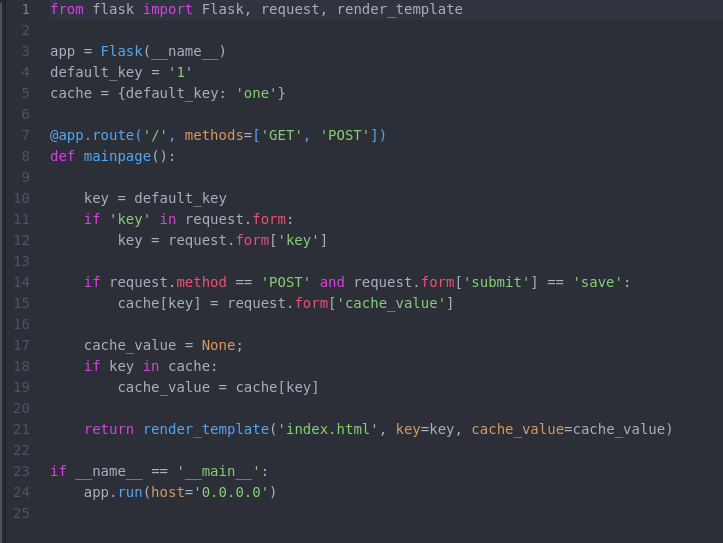 1 from flask import Flask, request, render_template
2
3 app = Flask(__name__)
4 default_key = '1'
5 cache = {default_key: 'one'}
6
7 @app.route('/', methods=['GET', 'POST'])
8 def mainpage():
9
10     key = default_key
11     if 'key' in request.form:
12         key = request.form['key']
13
14     if request.method == 'POST' and request.form['submit'] == 'save':
15         cache[key] = request.form['cache_value']
16
17     cache_value = None;
18     if key in cache:
19         cache_value = cache[key]
20
21     return render_template('index.html', key=key, cache_value=cache_value)
22
23 if __name__ == '__main__':
24     app.run(host='0.0.0.0')
25